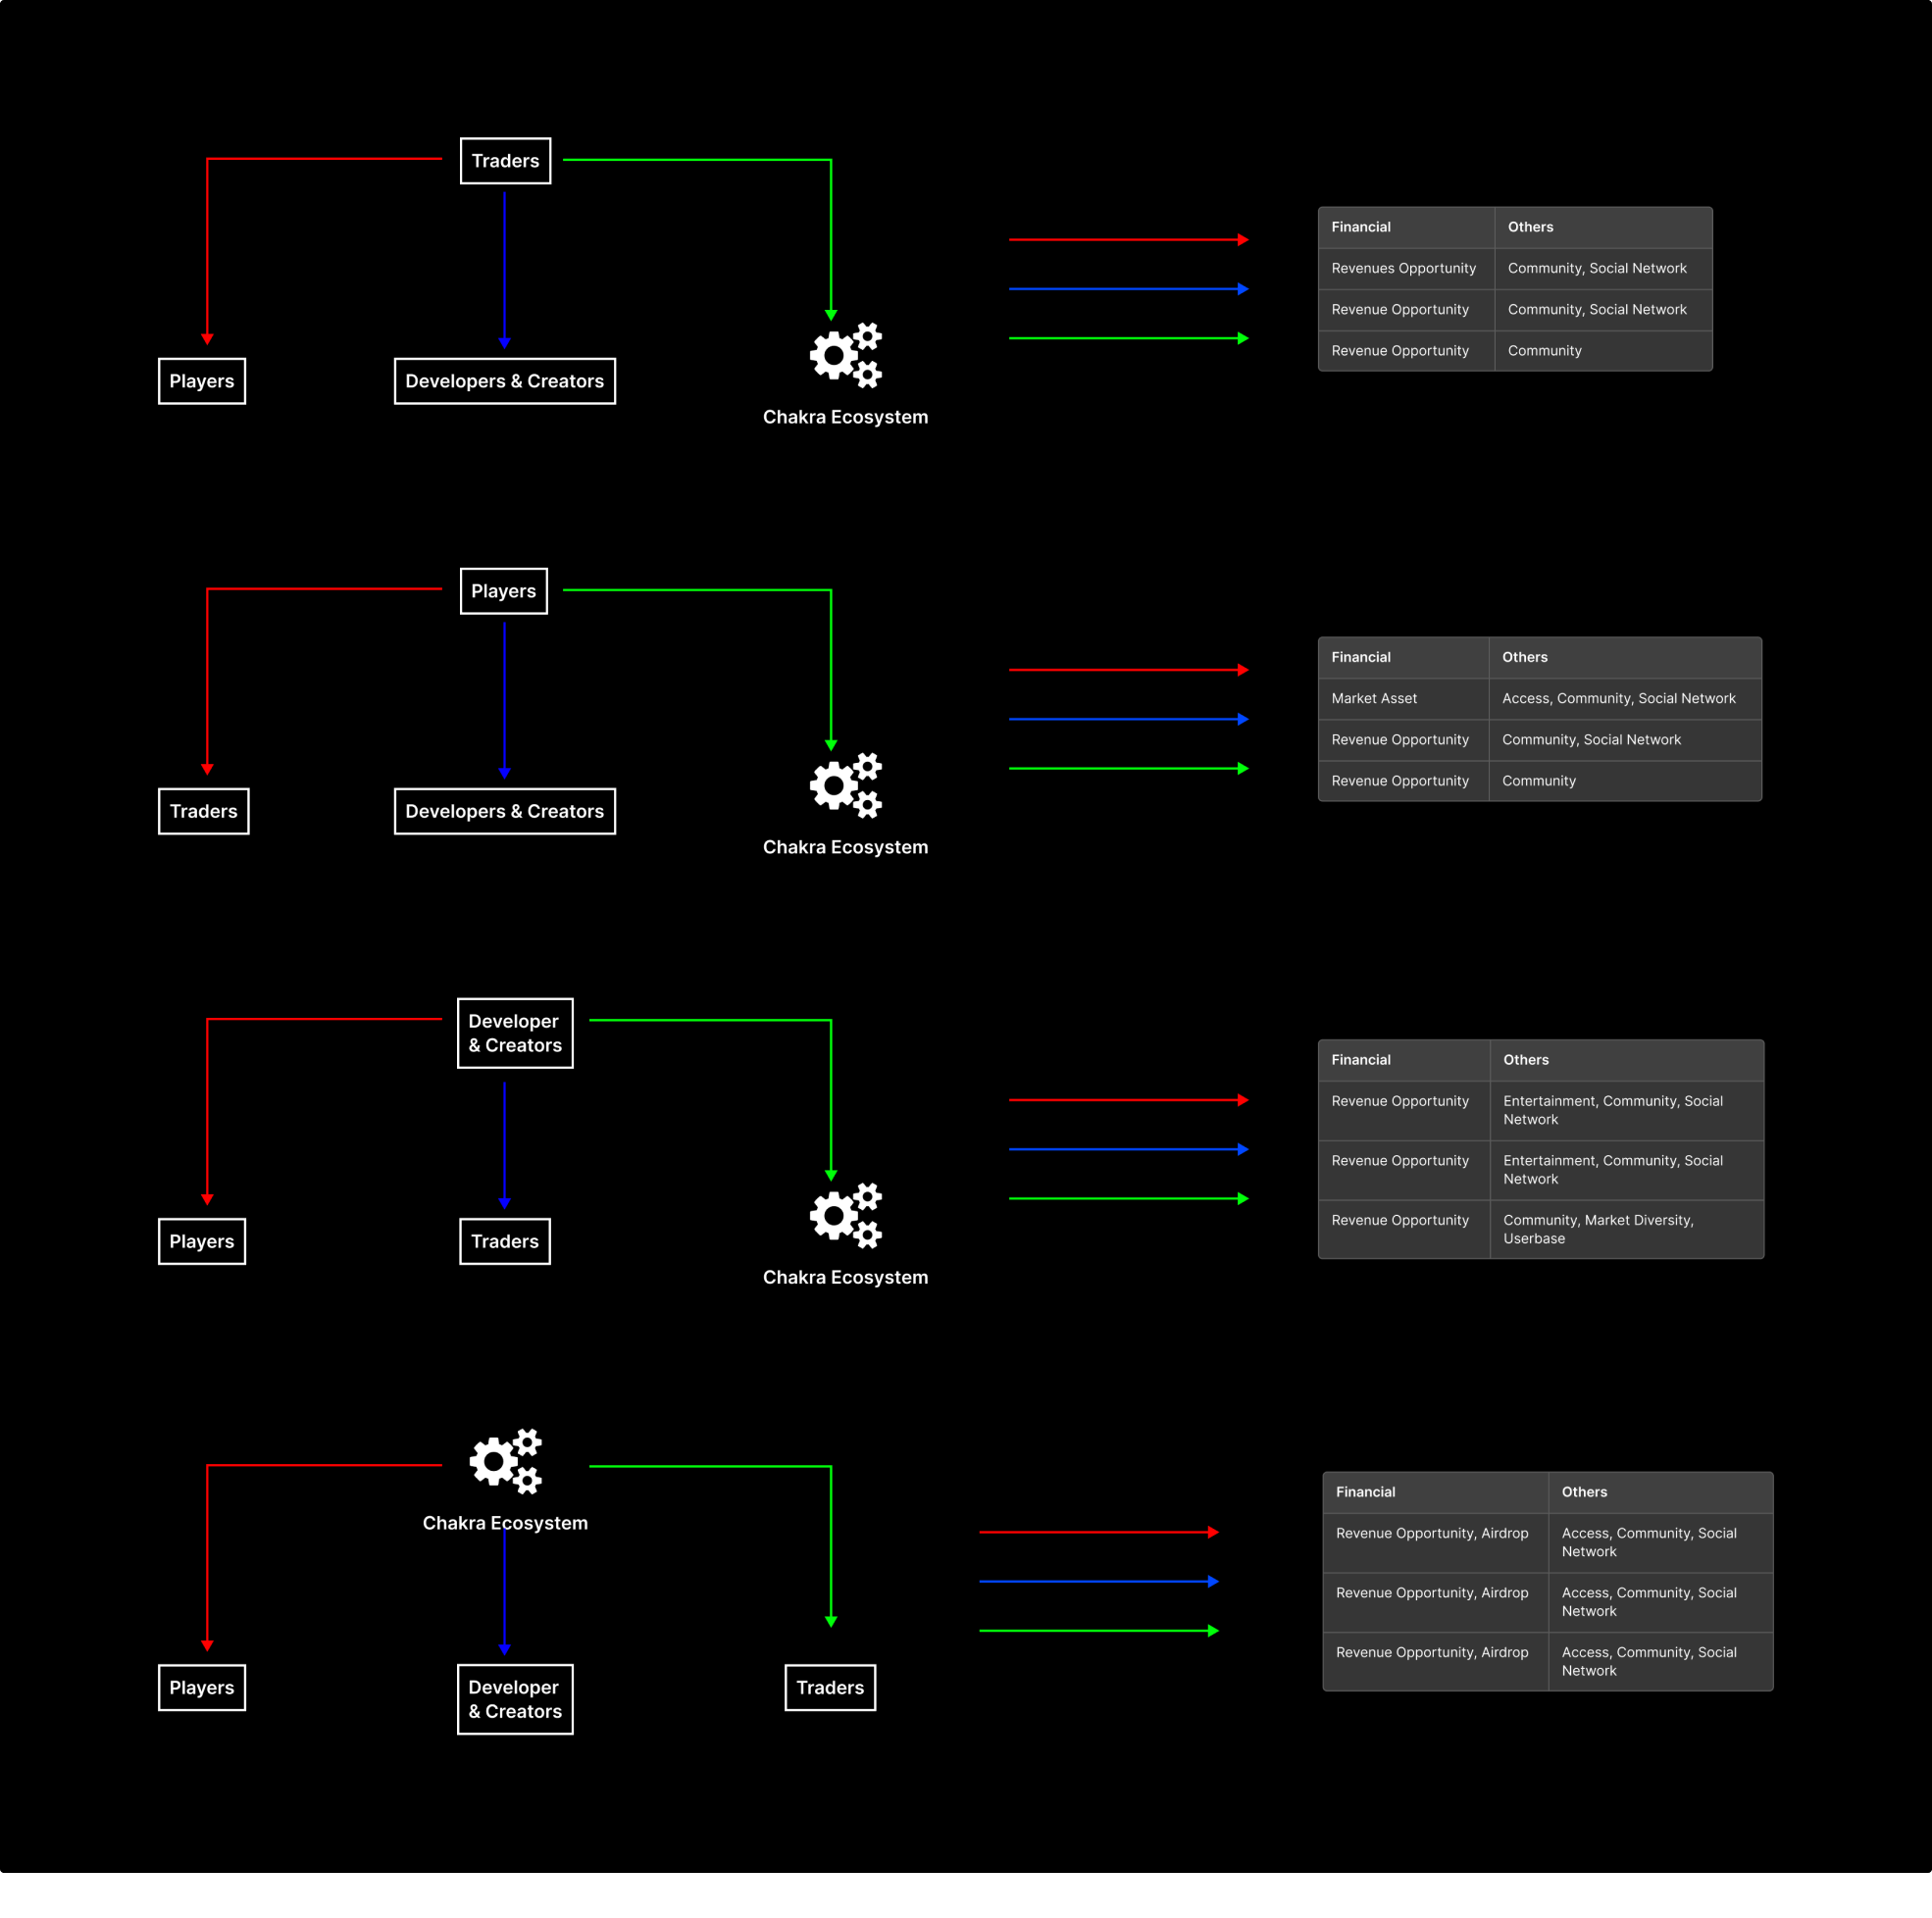 Traders
Players
Developers & Creators
Chakra Ecosystem
Financial Others
Revenues Opportunity Community, Social Network
Revenue Opportunity Community, Social Network
Revenue Opportunity Community
Players
Traders
Developers & Creators
Chakra Ecosystem
Financial Others
Market Asset Access, Community, Social Network
Revenue Opportunity Community, Social Network
Revenue Opportunity Community
Developer
& Creators
Players
Traders
Chakra Ecosystem
Financial Others
Revenue Opportunity Entertainment, Community, Social
Network
Revenue Opportunity Entertainment, Community, Social
Network
Revenue Opportunity Community, Market Diversity,
Userbase
Chakra Ecosystem
Players
Developer
& Creators
Traders
Financial Others
Revenue Opportunity, Airdrop Access, Community, Social
Network
Revenue Opportunity, Airdrop Access, Community, Social
Network
Revenue Opportunity, Airdrop Access, Community, Social
Network